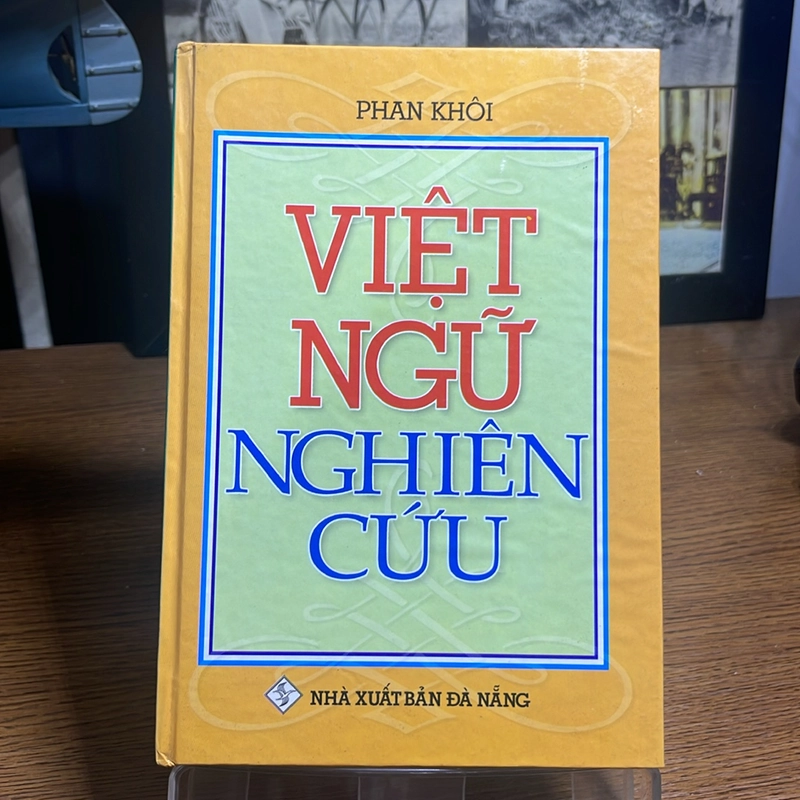 PHAN KHÔI
VIỆT
NGỮ
NGHIÊN
CỨU
NHÀ XUẤT BẢN ĐÀ NẴNG